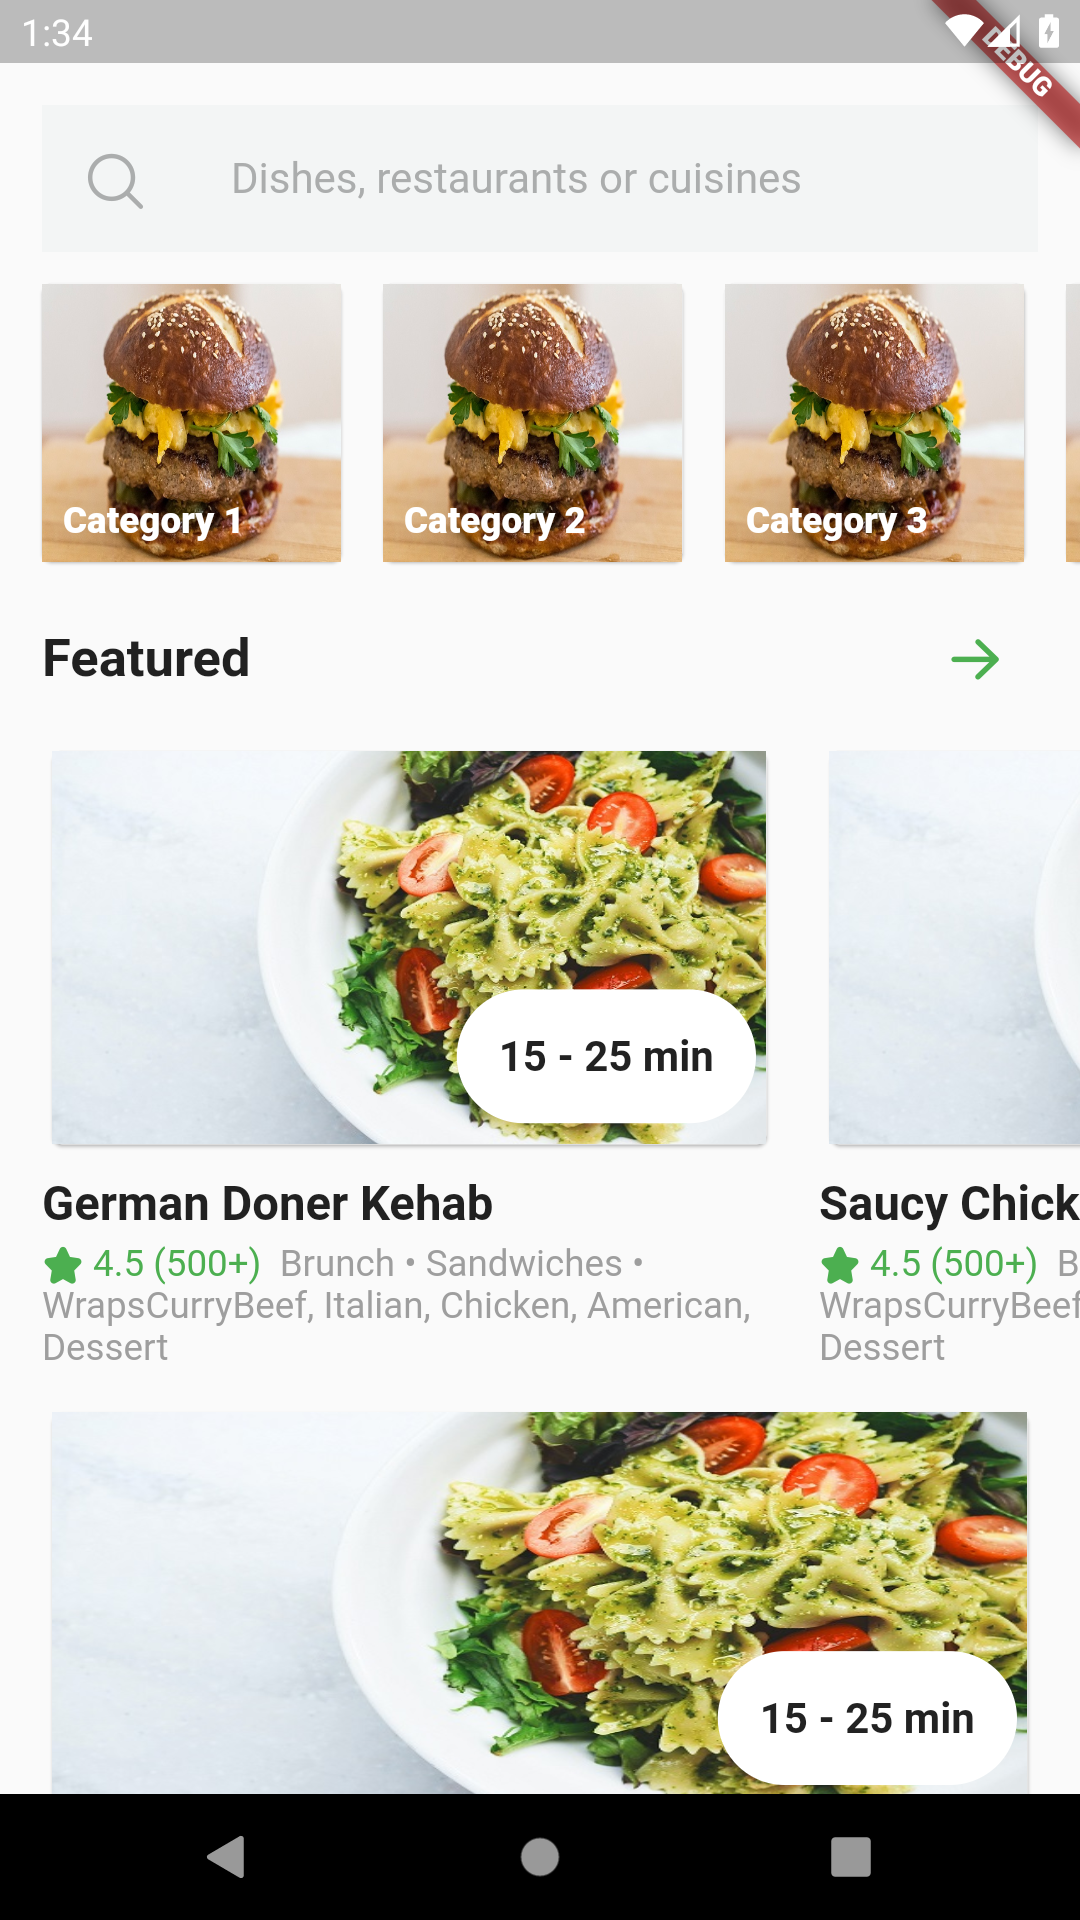 1:34
DEBUG
Dishes, restaurants or cuisines
Category 1
Category 2
Category 3
Featured
15 - 25 min
German Doner Kehab
4.5 (500+) Brunch • Sandwiches •
WrapsCurryBeef, Italian, Chicken, American,
Dessert
Saucy Chick
4.5 (500+) B
WrapsCurryBeef
Dessert
15 - 25 min